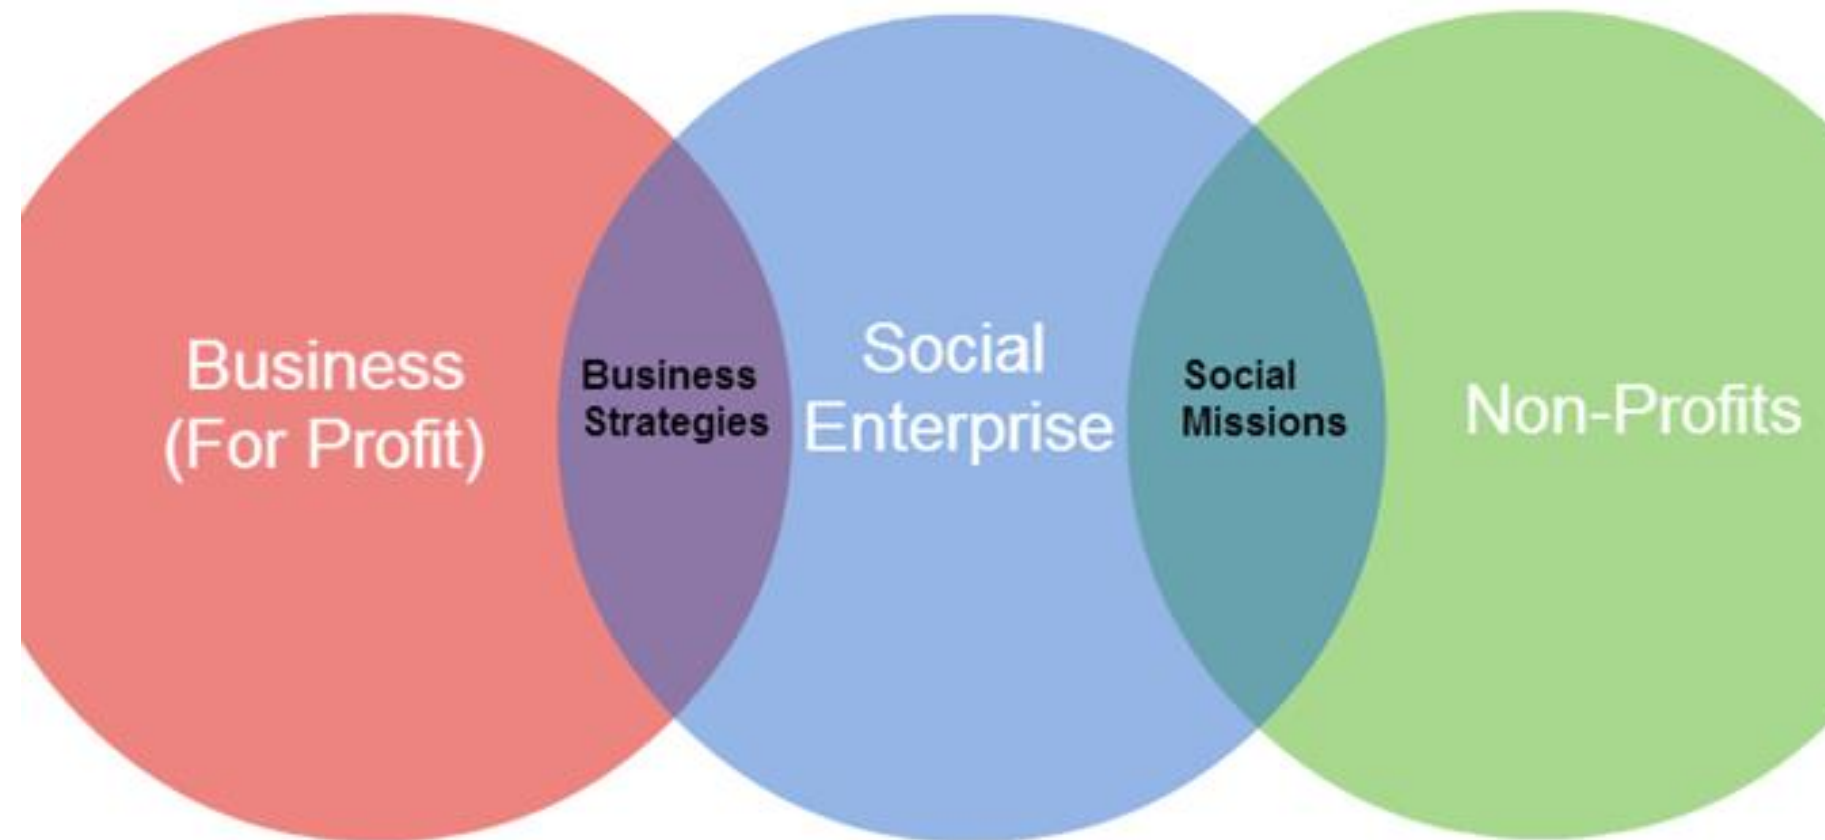 Business
(For Profit)
Business
Strategies
Social
Enterprise
Social
Missions
Non-Profits